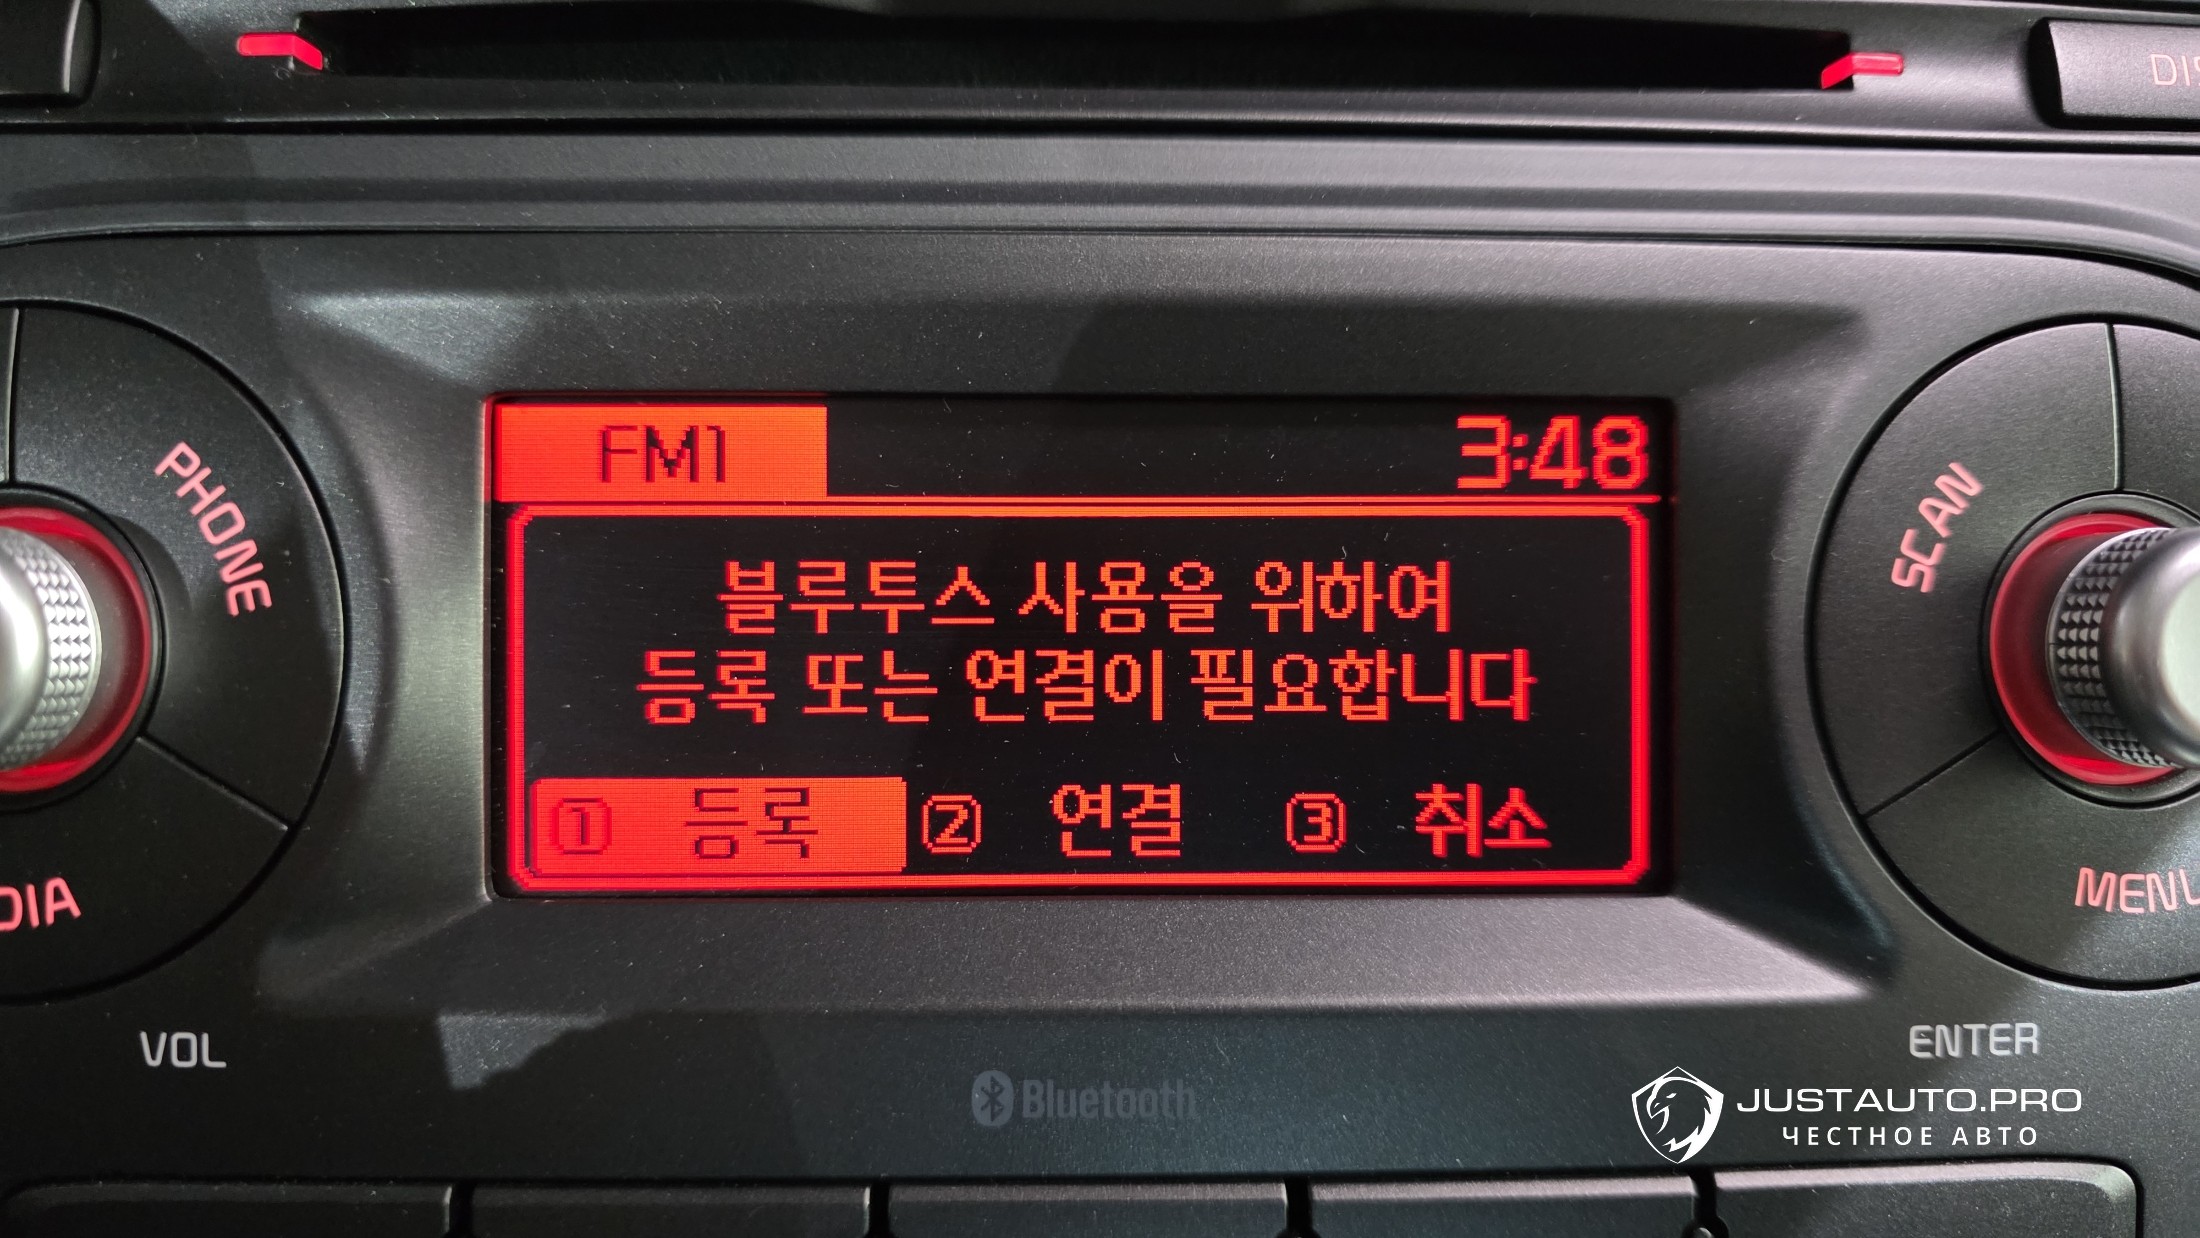 PHONE
SCAN
FM1 3:48
블루투스 사용을 위하여
등록 또는 연결이 필요합니다
① 등록 ② 연결 ③ 취소
VOL
ENTER
Bluetooth
JUSTAUTO.PRO
ЧЕСТНОЕ АВТО